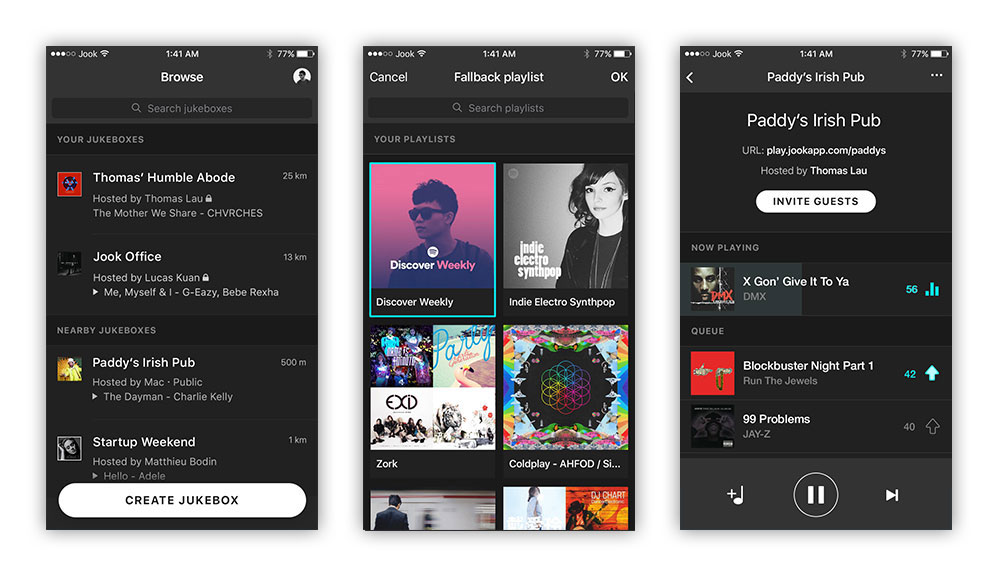 Jook
1:41 AM
77%
Browse
Search jukeboxes
YOUR JUKEBOXES
Thomas’ Humble Abode
25 km
Hosted by Thomas Lau
The Mother We Share - CHVRCHES
Jook Office
13 km
Hosted by Lucas Kuan
Me, Myself & I - G-Eazy, Bebe Rexha
NEARBY JUKEBOXES
Paddy’s Irish Pub
500 m
Hosted by Mac · Public
The Dayman - Charlie Kelly
Startup Weekend
1 km
Hosted by Matthieu Bodin
Hello - Adele
CREATE JUKEBOX
Jook
1:41 AM
77%
Cancel
Fallback playlist
OK
Search playlists
YOUR PLAYLISTS
Discover Weekly
Discover Weekly
indie
electro
synthpop
Indie Electro Synthpop
Party
EXID
Zork
Coldplay - AHFOD / Si...
DJ CHART
Jook
1:41 AM
77%
Paddy’s Irish Pub
Paddy’s Irish Pub
URL: play.jookapp.com/paddys
Hosted by Thomas Lau
INVITE GUESTS
NOW PLAYING
DMX
X Gon' Give It To Ya
DMX
56
QUEUE
Blockbuster Night Part 1
Run The Jewels
42
99 Problems
JAY-Z
40